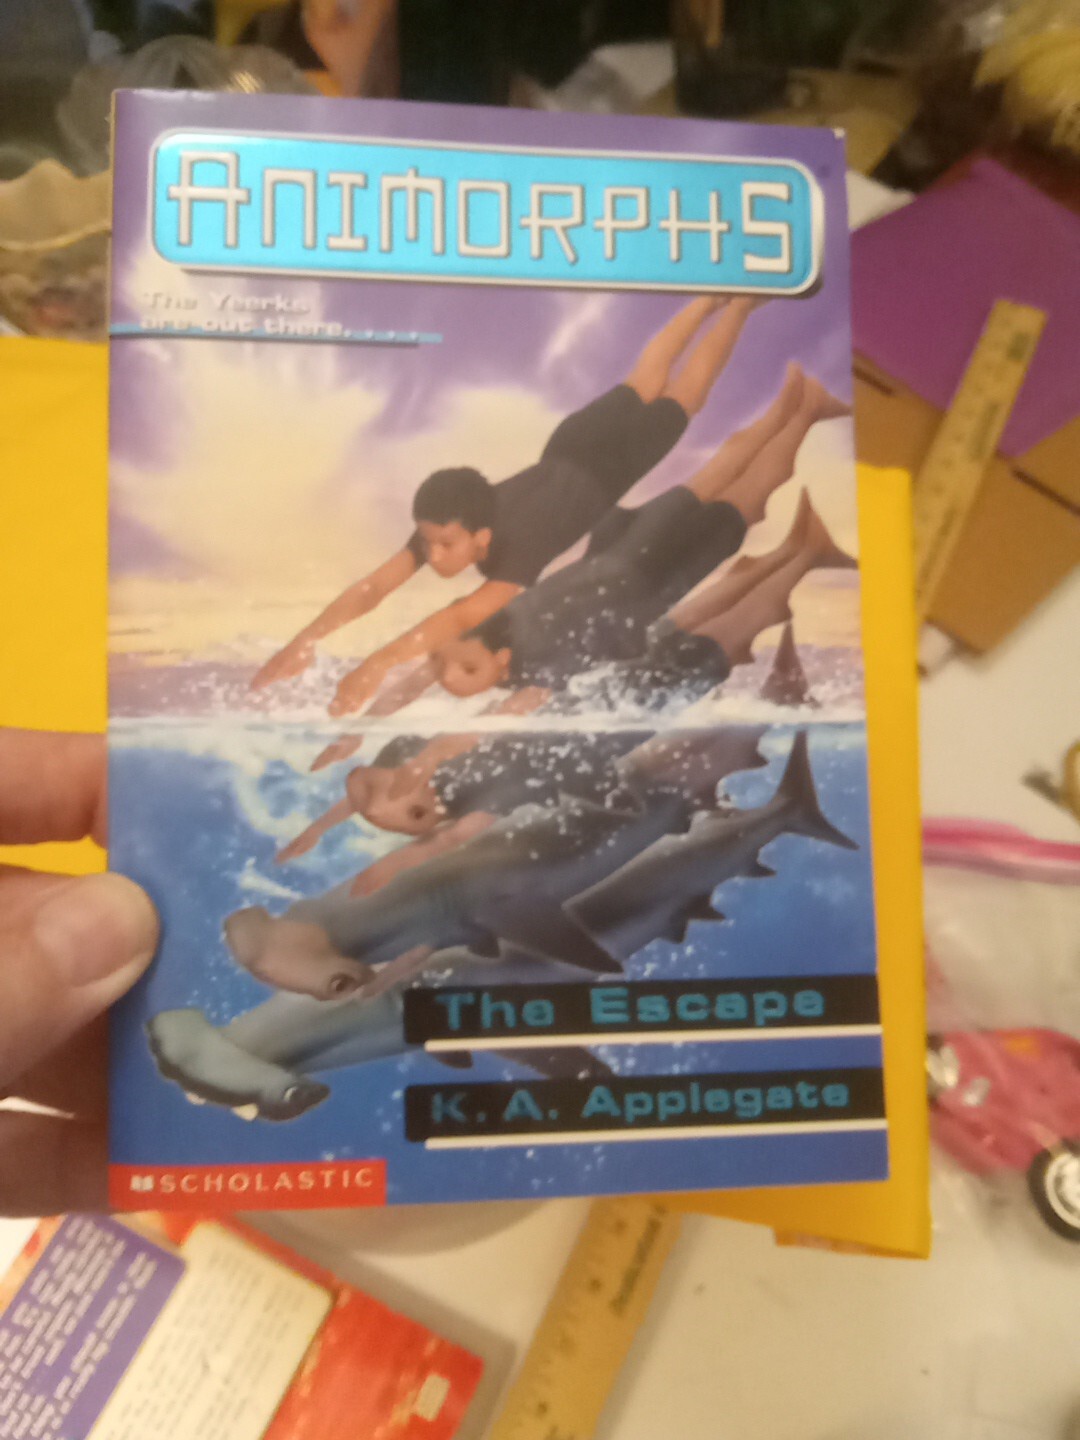 ANIMORPHS
The Yeerks
are out there. . . . .
The Escape
K. A. Applegate
SCHOLASTIC